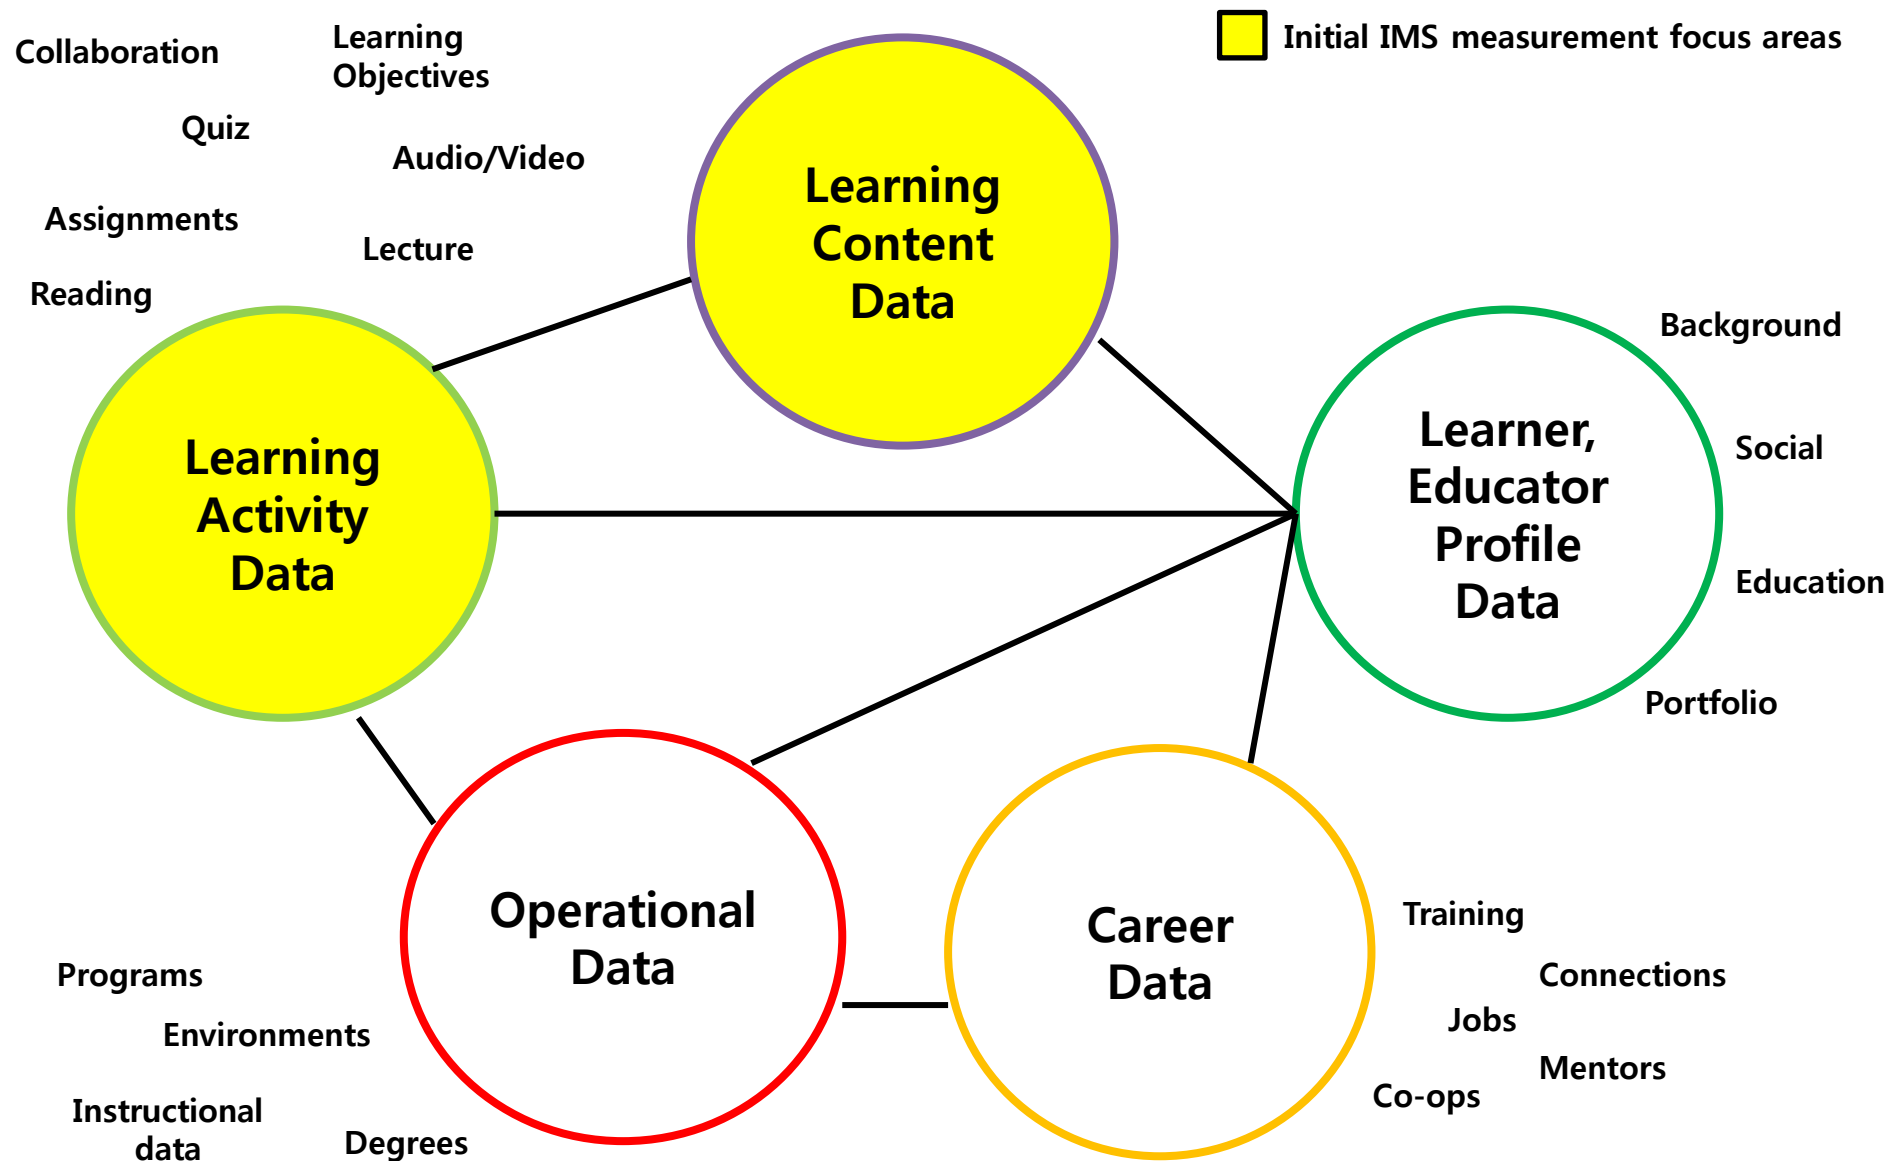 Collaboration
Learning
Objectives
Initial IMS measurement focus areas
Quiz
Audio/Video
Assignments
Lecture
Reading
Learning
Content
Data
Learning
Activity
Data
Learner,
Educator
Profile
Data
Background
Social
Education
Portfolio
Operational
Data
Career
Data
Programs
Environments
Instructional
data
Degrees
Training
Connections
Jobs
Mentors
Co-ops